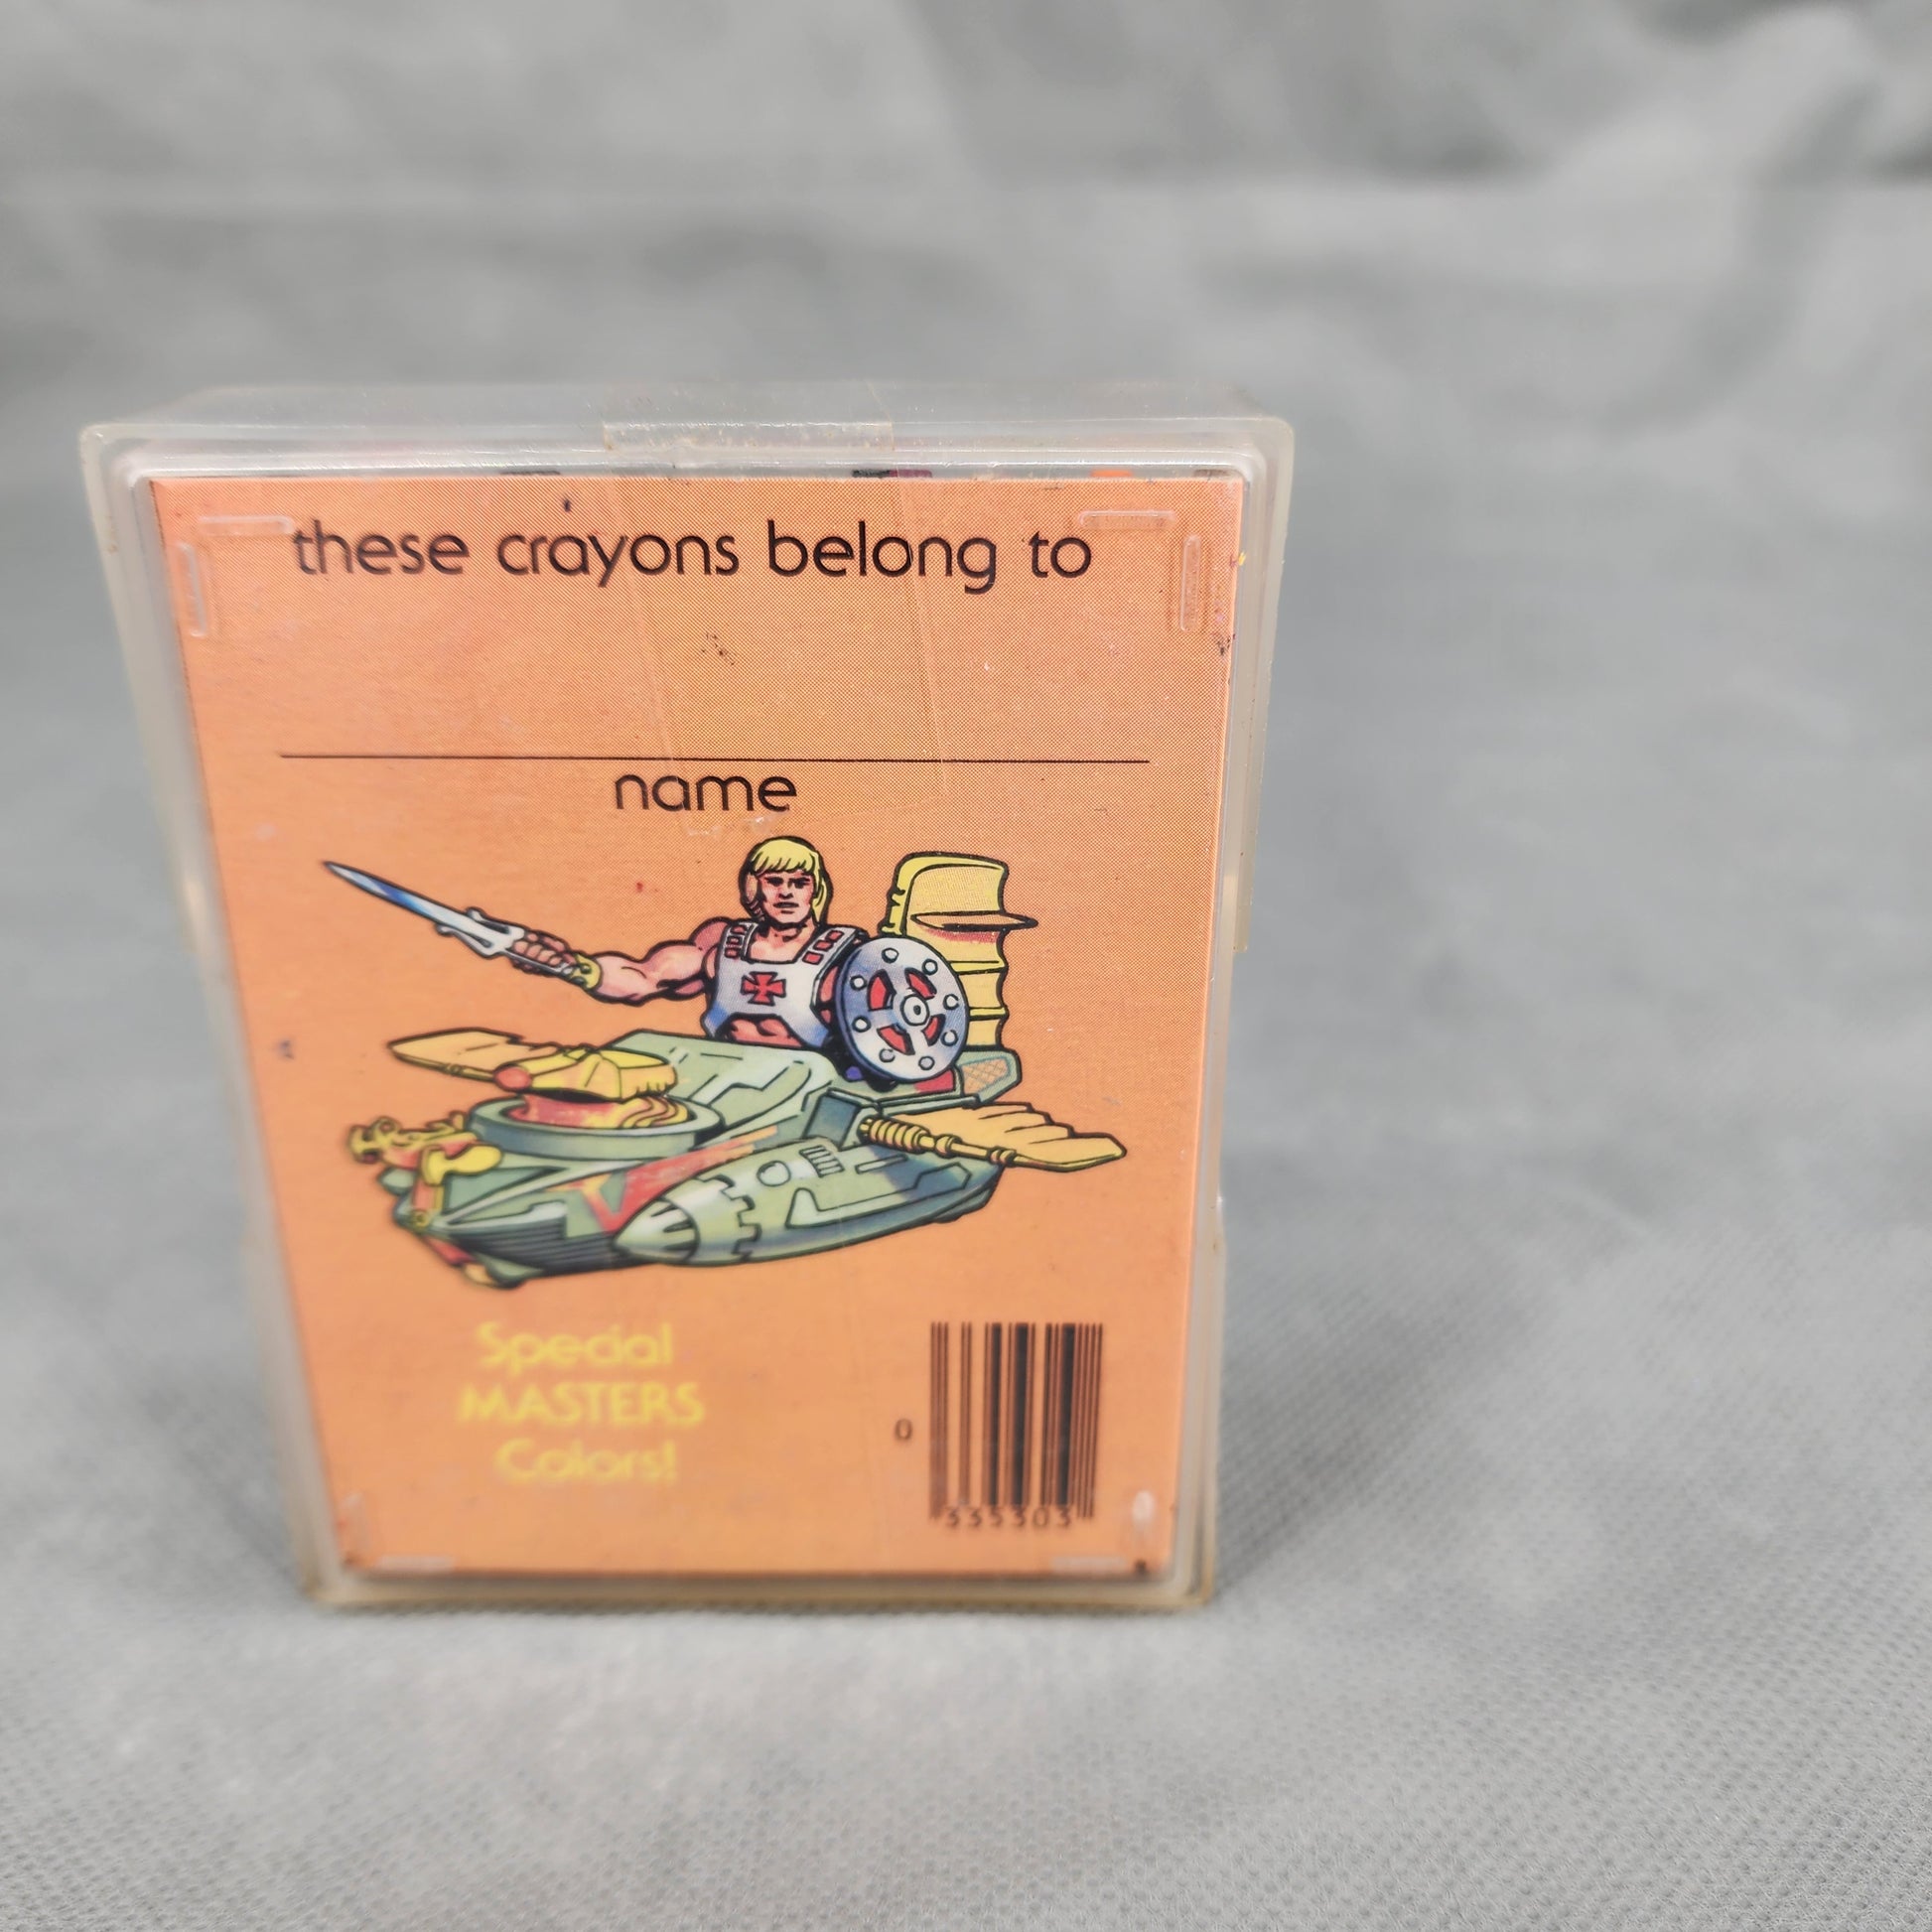 these crayons belong to
name
Special
MASTERS
Colors!
0
335303